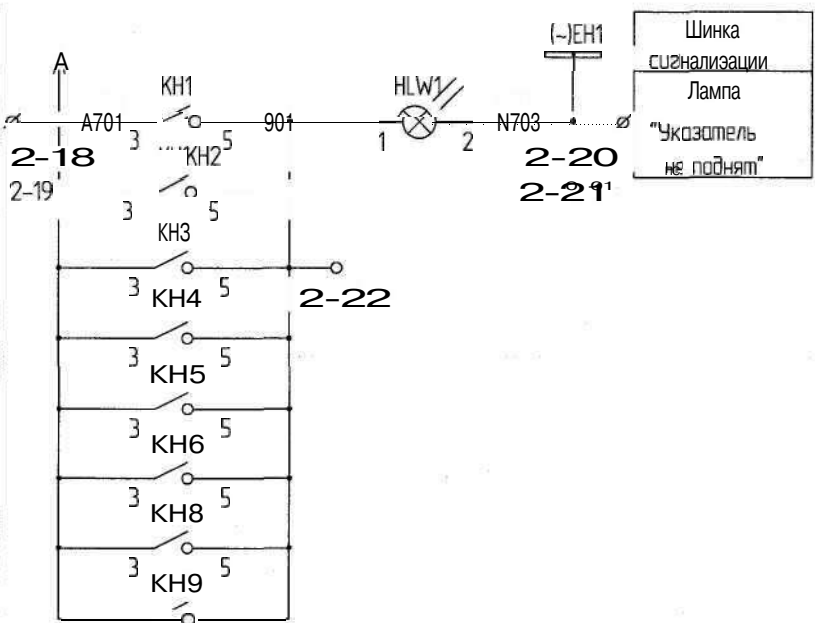 (~)EH1
Шинка
сигнализации
A
KH1
HLW1
Лампа
A701
901
N703
3
5
1
2
"Указатель
не поднят"
2-18
KH2
2-20
2-19
2-21
3
5
KH3
3
5
KH4
2-22
3
5
KH5
3
5
KH6
3
5
KH8
3
5
KH9